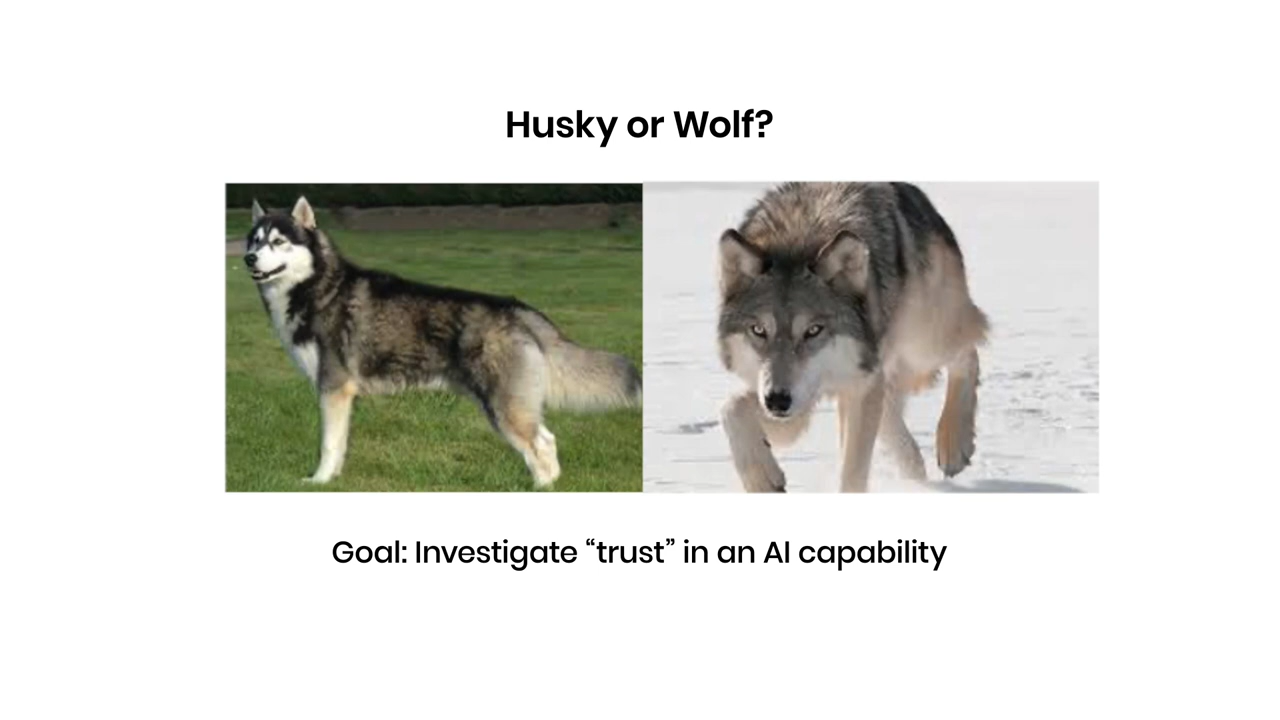 Husky or Wolf?
Goal: Investigate “trust” in an AI capability